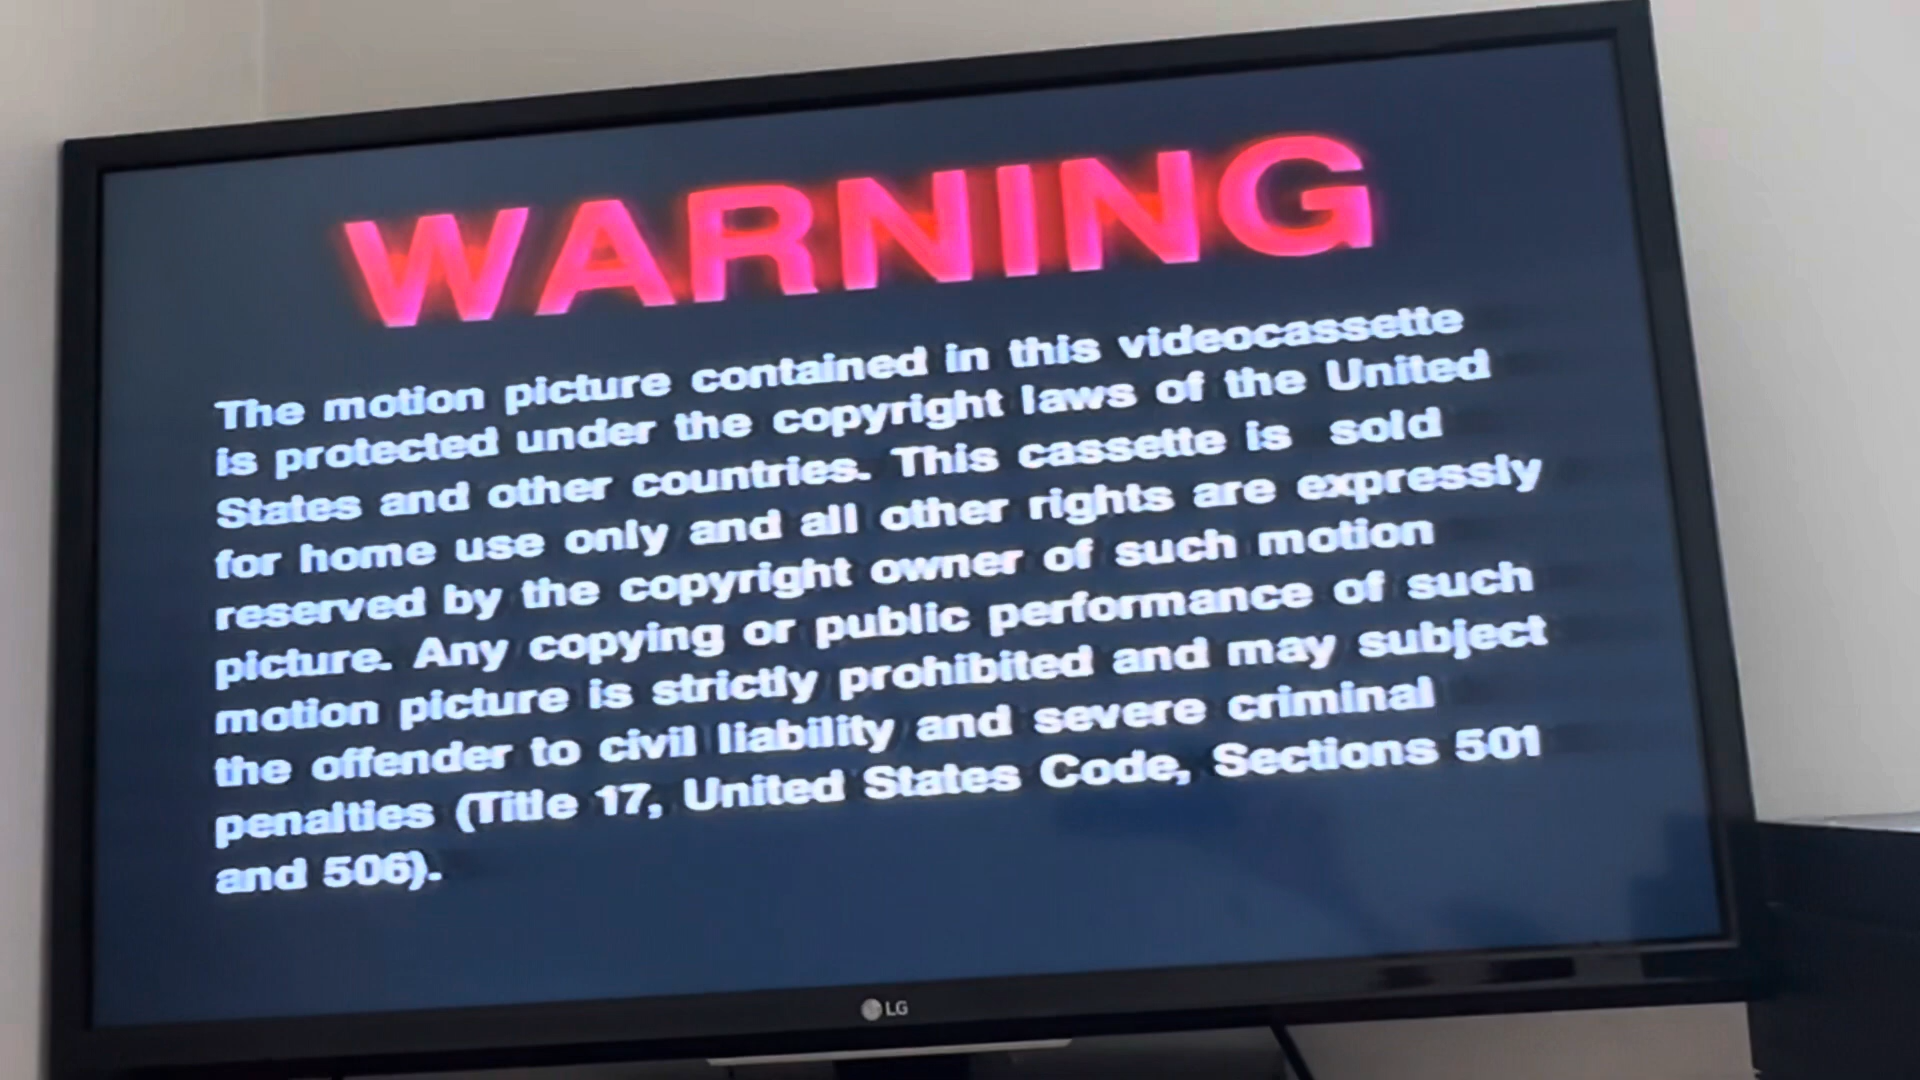 WARNING
The motion picture contained in this videocassette
is protected under the copyright laws of the United
States and other countries. This cassette is sold
for home use only and all other rights are expressly
reserved by the copyright owner of such motion
picture. Any copying or public performance of such
motion picture is strictly prohibited and may subject
the offender to civil liability and severe criminal
penalties (Title 17, United States Code, Sections 501
and 506).
LG